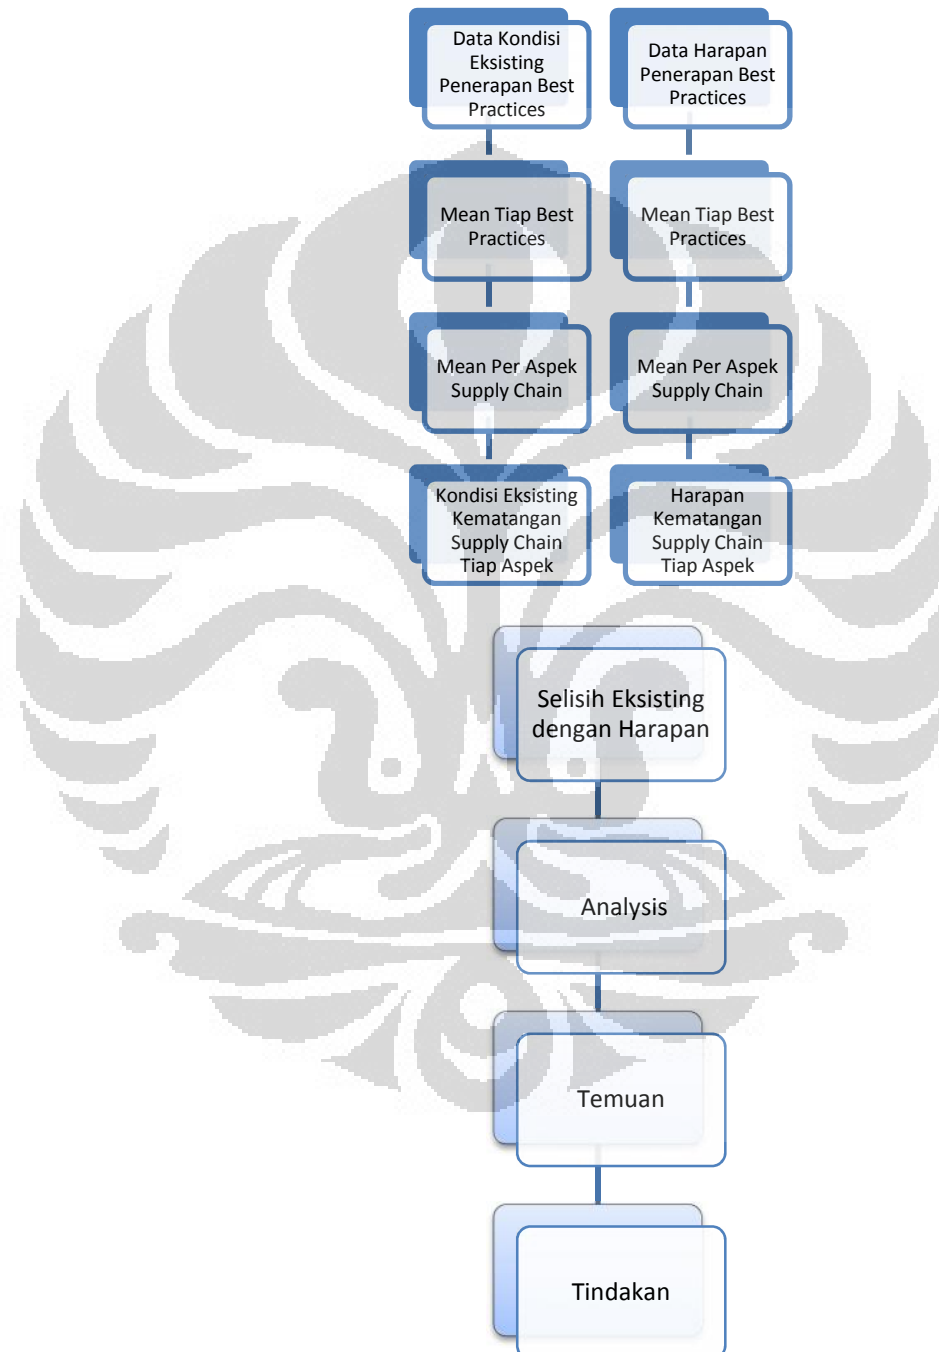 Data Kondisi
Eksisting
Penerapan Best
Practices
Data Harapan
Penerapan Best
Practices
Mean Tiap Best
Practices
Mean Tiap Best
Practices
Mean Per Aspek
Supply Chain
Mean Per Aspek
Supply Chain
Kondisi Eksisting
Kematangan
Supply Chain
Tiap Aspek
Harapan
Kematangan
Supply Chain
Tiap Aspek
Selisih Eksisting
dengan Harapan
Analysis
Temuan
Tindakan